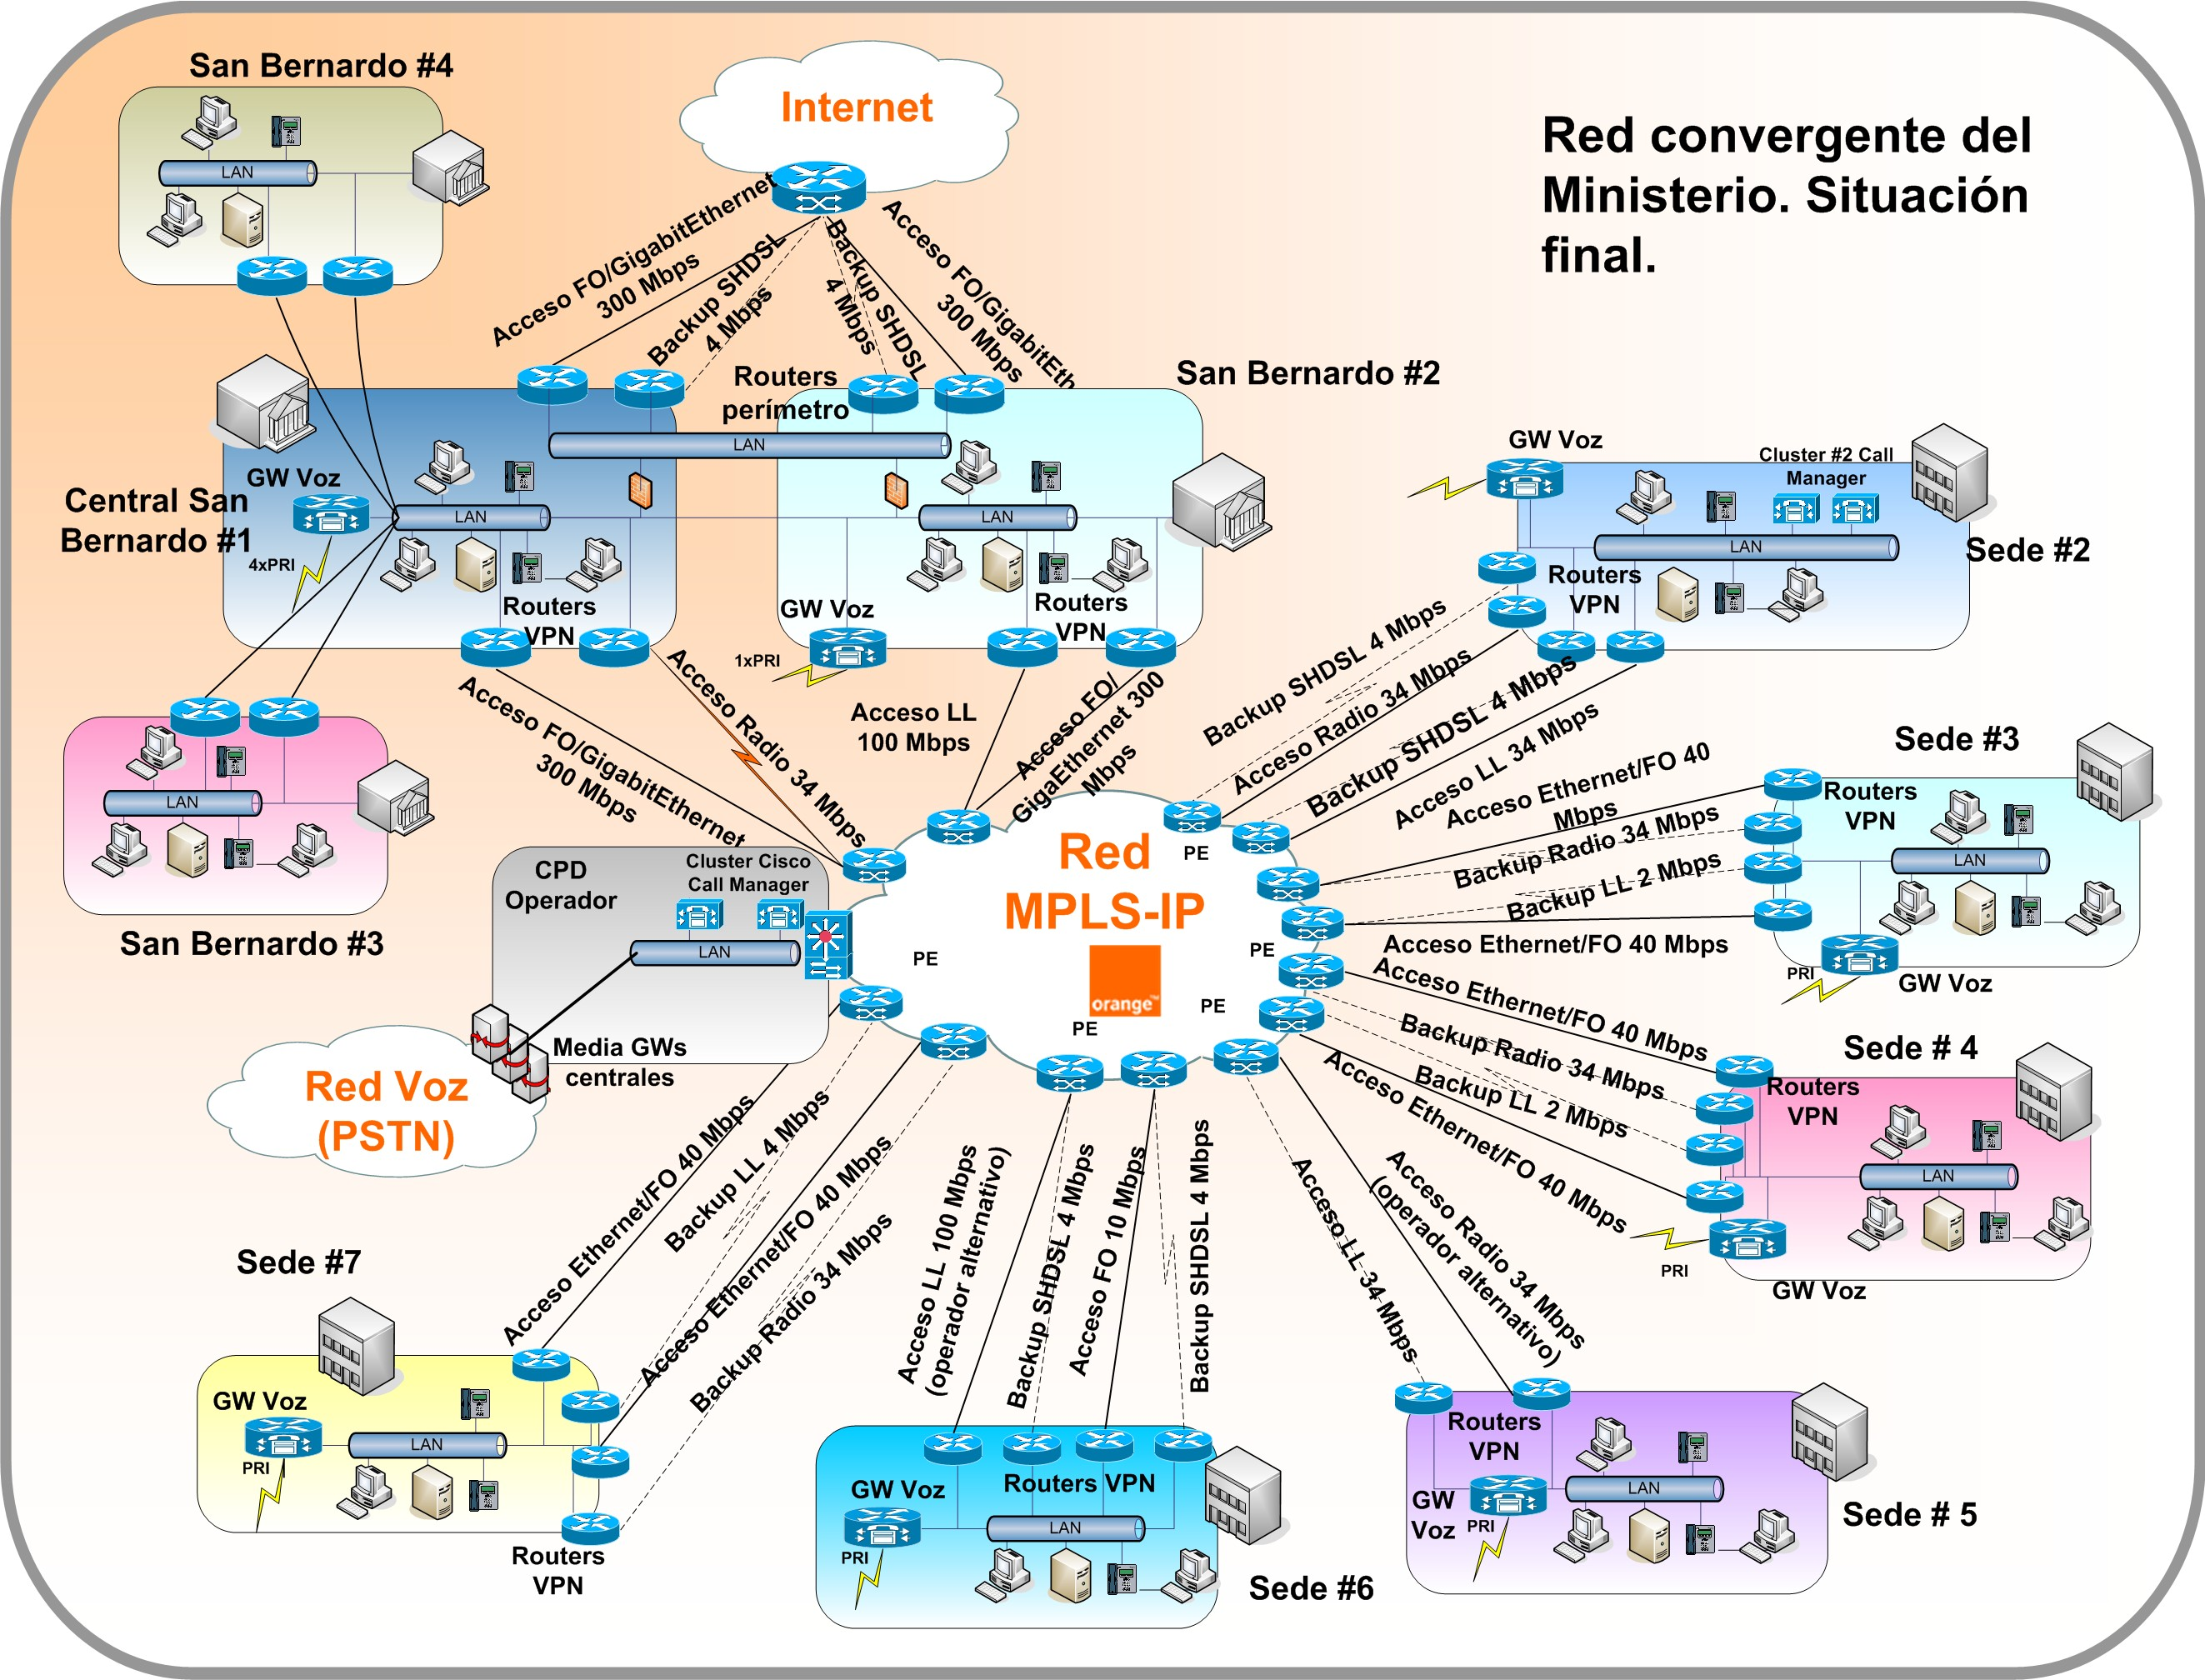 San Bernardo #4
LAN
Internet
Red convergente del
Ministerio. Situación
final.
Acceso FO/GigabitEthernet
300 Mbps
Backup SHDSL
4 Mbps
Backup SHDSL
4 Mbps
Acceso FO/GigabitEth
300 Mbps
Routers
perímetro
San Bernardo #2
LAN
Central San
Bernardo #1
GW Voz
4xPRI
LAN
Routers
VPN
LAN
GW Voz
1xPRI
Routers
VPN
GW Voz
Cluster #2 Call
Manager
LAN
Sede #2
Routers
VPN
Acceso FO/GigabitEthernet
300 Mbps
Acceso Radio 34 Mbps
Acceso LL
100 Mbps
Acceso FO/
GigaEthernet 300
Mbps
Backup SHDSL 4 Mbps
Acceso Radio 34 Mbps
Backup SHDSL 4 Mbps
Acceso LL 34 Mbps
LAN
San Bernardo #3
Sede #3
Acceso Ethernet/FO 40
Mbps
Backup Radio 34 Mbps
Backup LL 2 Mbps
Acceso Ethernet/FO 40 Mbps
Routers
VPN
LAN
PRI
GW Voz
CPD
Operador
Cluster Cisco
Call Manager
LAN
Red
MPLS-IP
orange™
PE
PE
PE
PE
PE
Media GWs
centrales
Red Voz
(PSTN)
Acceso Ethernet/FO 40 Mbps
Backup Radio 34 Mbps
Backup LL 2 Mbps
Acceso Ethernet/FO 40 Mbps
Sede # 4
Routers
VPN
LAN
PRI
GW Voz
Acceso Ethernet/FO 40 Mbps
Backup LL 4 Mbps
Acceso Ethernet/FO 40 Mbps
Backup Radio 34 Mbps
Acceso LL 100 Mbps
(operador alternativo)
Backup SHDSL 4 Mbps
Acceso FO 10 Mbps
Backup SHDSL 4 Mbps
Acceso LL 34 Mbps
Acceso Radio 34 Mbps
(operador alternativo)
Sede #7
GW Voz
PRI
LAN
Routers
VPN
GW Voz
PRI
Routers VPN
LAN
Sede #6
Routers
VPN
GW
Voz
PRI
LAN
Sede # 5